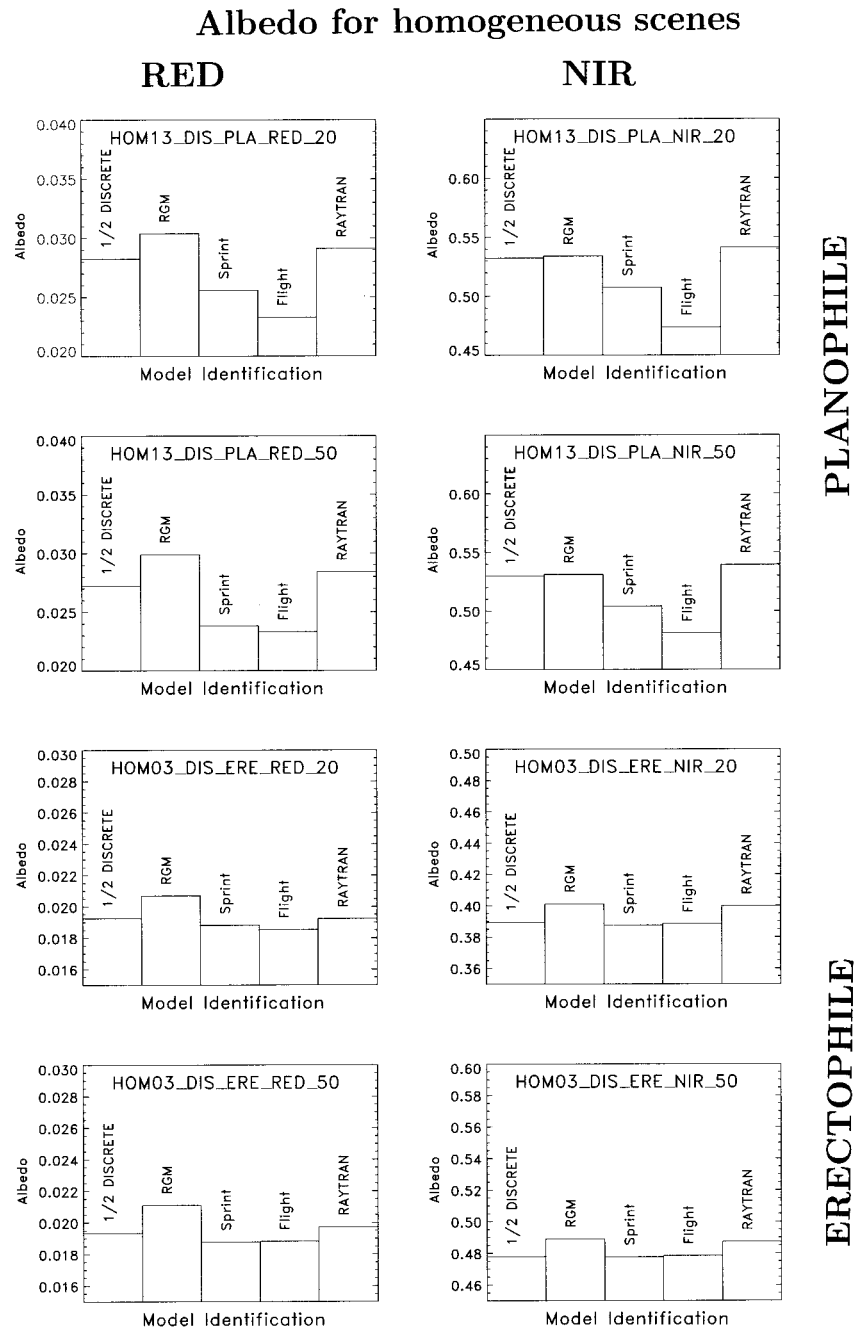 Albedo for homogeneous scenes
RED
NIR
HOM13_DIS_PLA_RED_20
0.040
0.035
0.030
0.025
0.020
Albedo
1/2 DISCRETE
RGM
Sprint
Flight
RAYTRAN
Model Identification
HOM13_DIS_PLA_NIR_20
0.60
0.55
0.50
0.45
Albedo
1/2 DISCRETE
RGM
Sprint
Flight
RAYTRAN
Model Identification
PLANOPHILE
HOM13_DIS_PLA_RED_50
0.040
0.035
0.030
0.025
0.020
Albedo
1/2 DISCRETE
RGM
Sprint
Flight
RAYTRAN
Model Identification
HOM13_DIS_PLA_NIR_50
0.60
0.55
0.50
0.45
Albedo
1/2 DISCRETE
RGM
Sprint
Flight
RAYTRAN
Model Identification
HOM03_DIS_ERE_RED_20
0.030
0.028
0.026
0.024
0.022
0.020
0.018
0.016
Albedo
1/2 DISCRETE
RGM
Sprint
Flight
RAYTRAN
Model Identification
HOM03_DIS_ERE_NIR_20
0.50
0.48
0.46
0.44
0.42
0.40
0.38
0.36
Albedo
1/2 DISCRETE
RGM
Sprint
Flight
RAYTRAN
Model Identification
ERECTOPHILE
HOM03_DIS_ERE_RED_50
0.030
0.028
0.026
0.024
0.022
0.020
0.018
0.016
Albedo
1/2 DISCRETE
RGM
Sprint
Flight
RAYTRAN
Model Identification
HOM03_DIS_ERE_NIR_50
0.60
0.58
0.56
0.54
0.52
0.50
0.48
0.46
Albedo
1/2 DISCRETE
RGM
Sprint
Flight
RAYTRAN
Model Identification